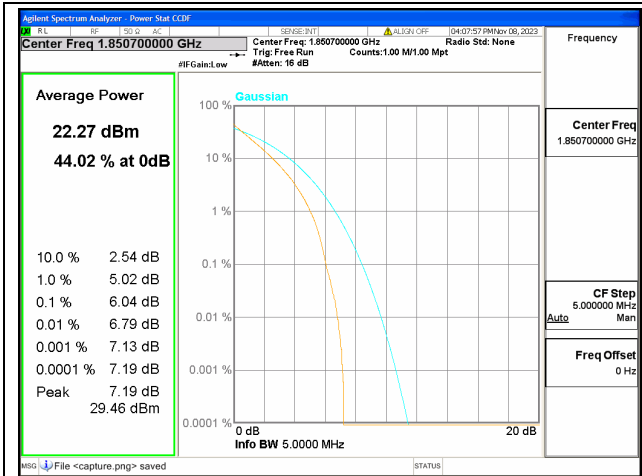 Agilent Spectrum Analyzer - Power Stat CCDF
RL RF 50 Ω AC SENSE:INT ALIGN OFF 04:07:57 PM Nov 08, 2023
Center Freq 1.850700000 GHz
Center Freq: 1.850700000 GHz Radio Std: None
Trig: Free Run Counts:1.00 M/1.00 Mpt
#IFGain:Low #Atten: 16 dB
Frequency
Average Power
22.27 dBm
44.02 % at 0dB
10.0 % 2.54 dB
1.0 % 5.02 dB
0.1 % 6.04 dB
0.01 % 6.79 dB
0.001 % 7.13 dB
0.0001 % 7.19 dB
Peak 7.19 dB
29.46 dBm
Gaussian
100 %
10 %
1 %
0.1 %
0.01 %
0.001 %
0.0001 %
0 dB 20 dB
Info BW 5.0000 MHz
Center Freq
1.850700000 GHz
CF Step
5.000000 MHz
Auto Man
Freq Offset
0 Hz
MSG File <capture.png> saved STATUS